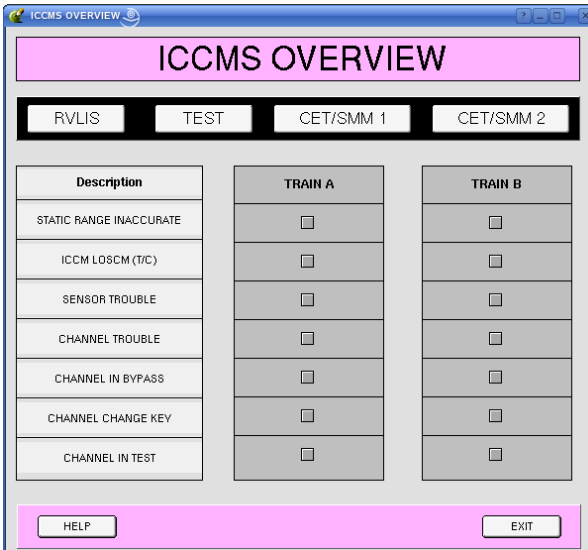 ICCMS OVERVIEW
ICCMS OVERVIEW
RVLIS TEST CET/SMM 1 CET/SMM 2
Description TRAIN A TRAIN B
STATIC RANGE INACCURATE
ICCM LOSCM (T/C)
SENSOR TROUBLE
CHANNEL TROUBLE
CHANNEL IN BYPASS
CHANNEL CHANGE KEY
CHANNEL IN TEST
HELP EXIT